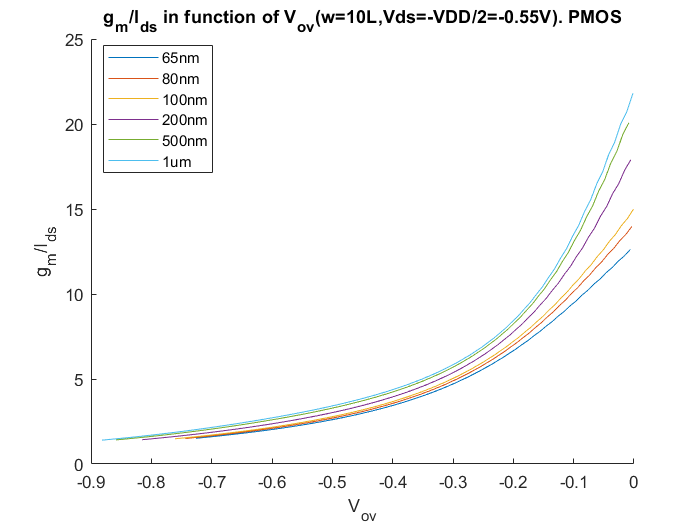 gm/Ids in function of Vov(w=10L,Vds=-VDD/2=-0.55V). PMOS
25
20
15
10
5
0
gm/Ids
65nm
80nm
100nm
200nm
500nm
1um
-0.9 -0.8 -0.7 -0.6 -0.5 -0.4 -0.3 -0.2 -0.1 0
Vov